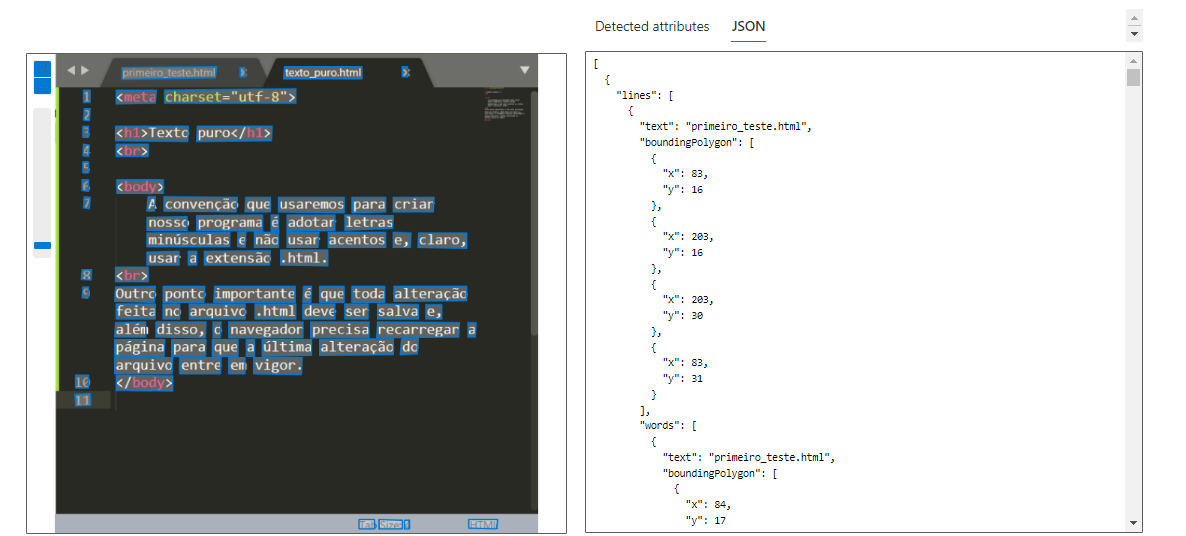 Detected attributes JSON
primeiro_teste.html
texto_puro.html
1 <meta charset="utf-8">
2
3 <h1>Texto puro</h1>
4 <br>
5
6 <body>
7 A convenção que usaremos para criar
nosso programa é adotar letras
minúsculas e não usar acentos e, claro,
usar a extensão .html.
8 <br>
9 Outro ponto importante é que toda alteração
feita no arquivo .html deve ser salva e,
além disso, o navegador precisa recarregar a
página para que a última alteração do
arquivo entre em vigor.
10 </body>
11
Tab Size: HTML
[
{
"lines": [
{
"text": "primeiro_teste.html",
"boundingPolygon": [
{
"x": 83,
"y": 16
},
{
"x": 203,
"y": 16
},
{
"x": 203,
"y": 30
},
{
"x": 83,
"y": 31
}
],
"words": [
{
"text": "primeiro_teste.html",
"boundingPolygon": [
{
"x": 84,
"y": 17